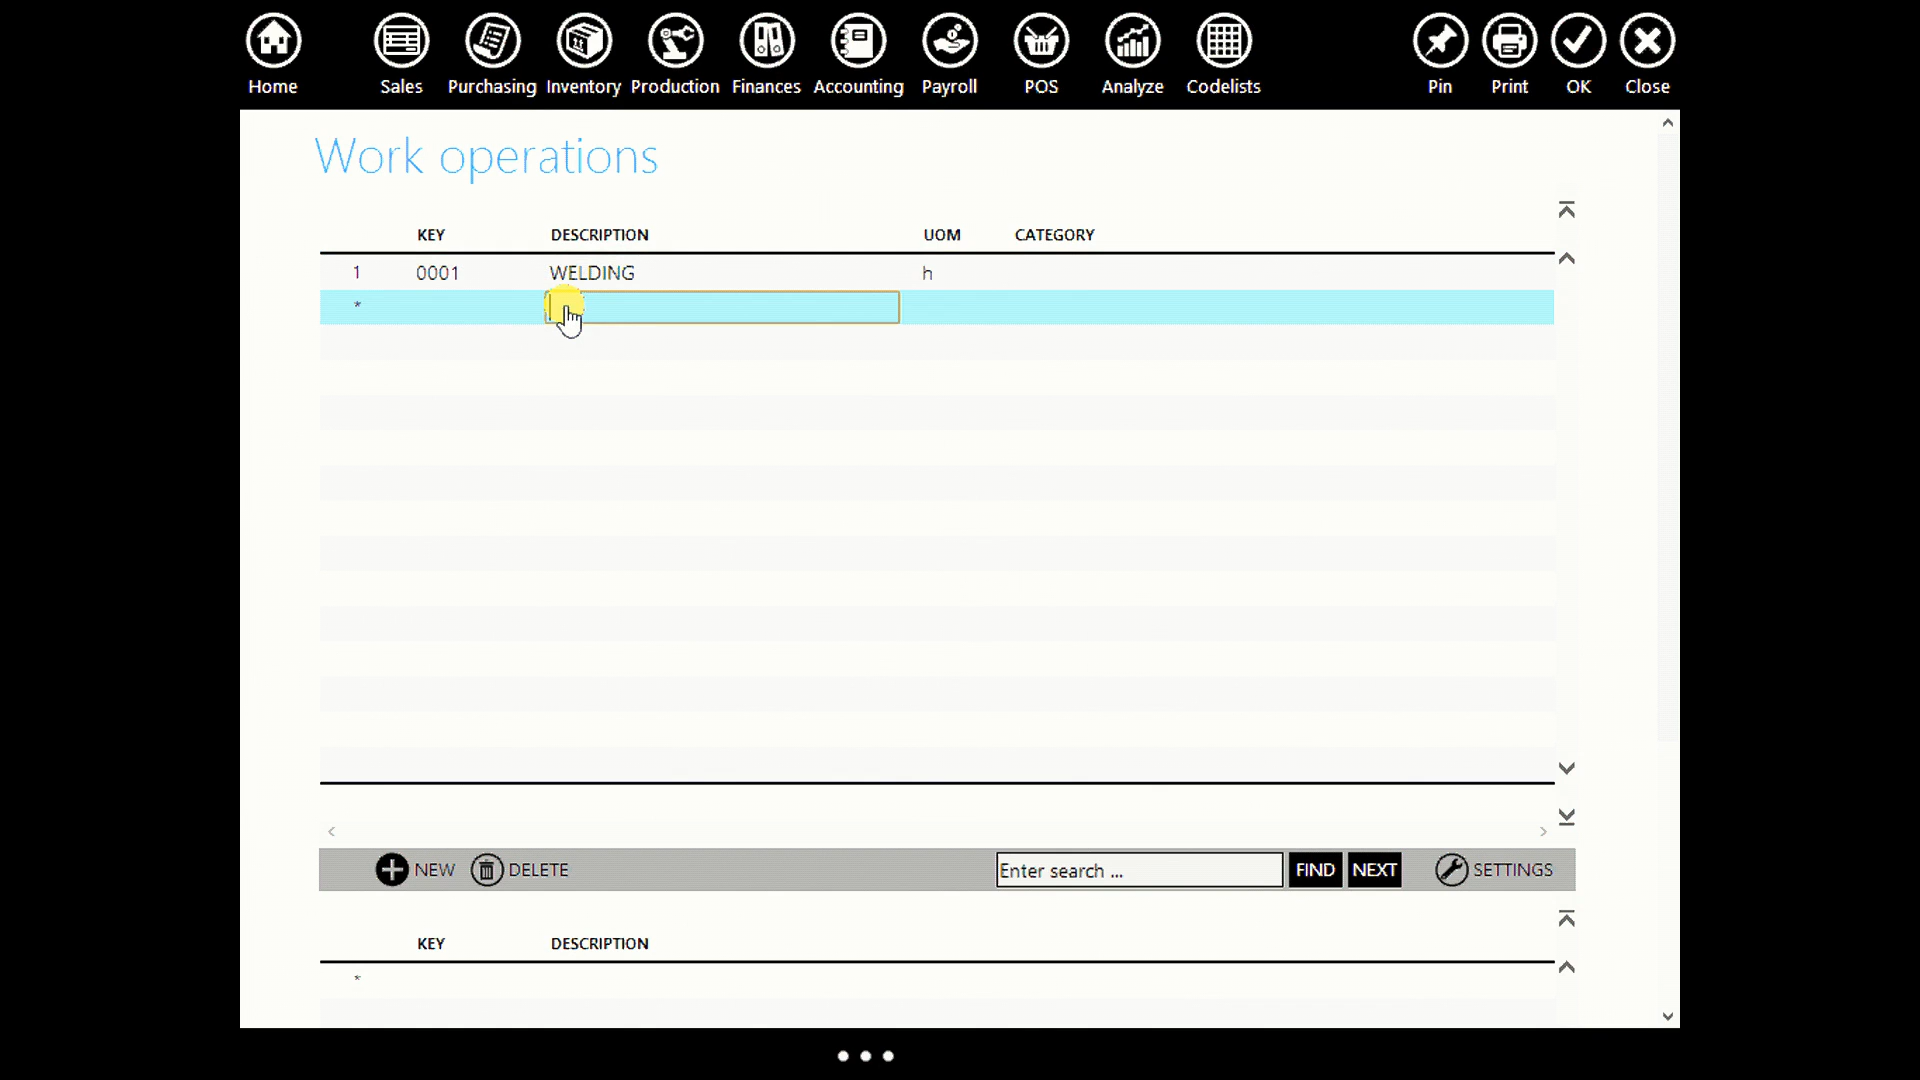 Home Sales Purchasing Inventory Production Finances Accounting Payroll POS Analyze Codelists Pin Print OK Close
Work operations
KEY DESCRIPTION UOM CATEGORY
1 0001 WELDING h
*
NEW DELETE Enter search ... FIND NEXT SETTINGS
KEY DESCRIPTION
*